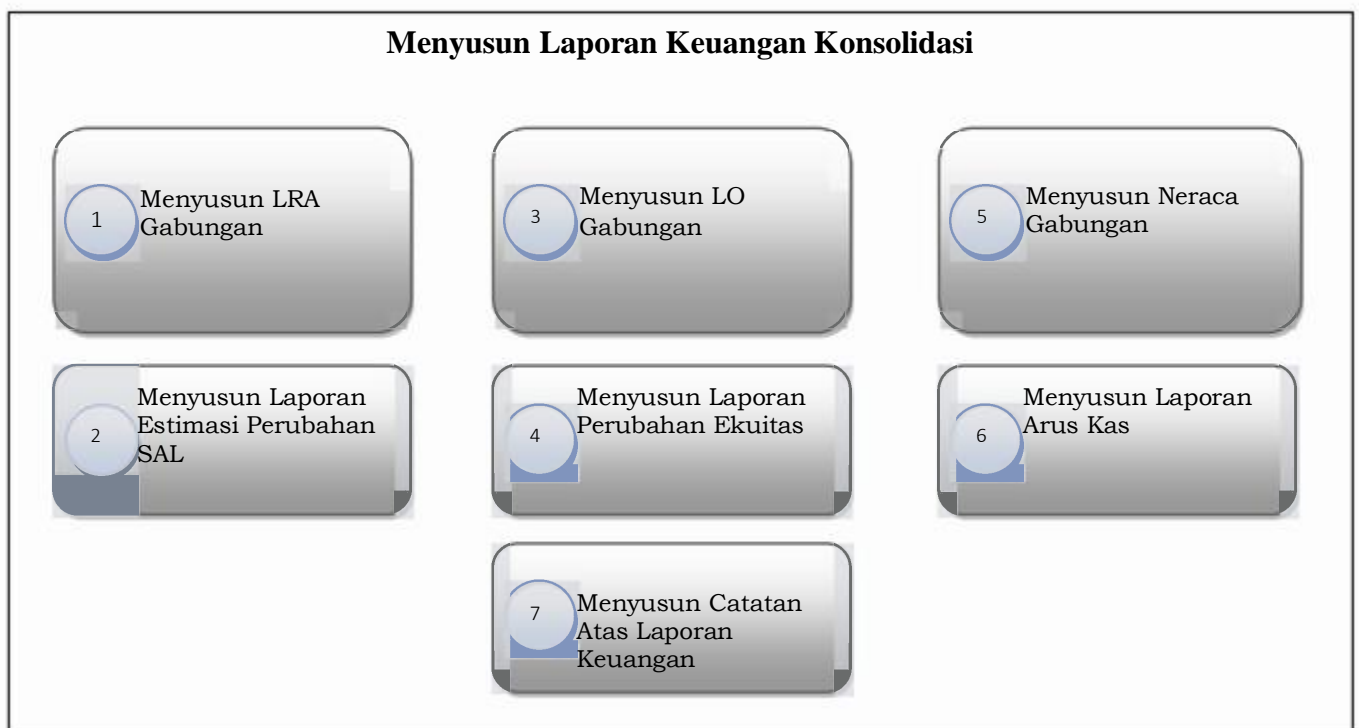 Menyusun Laporan Keuangan Konsolidasi
1
Menyusun LRA
Gabungan
2
Menyusun Laporan
Estimasi Perubahan
SAL
3
Menyusun LO
Gabungan
4
Menyusun Laporan
Perubahan Ekuitas
5
Menyusun Neraca
Gabungan
6
Menyusun Laporan
Arus Kas
7
Menyusun Catatan
Atas Laporan
Keuangan